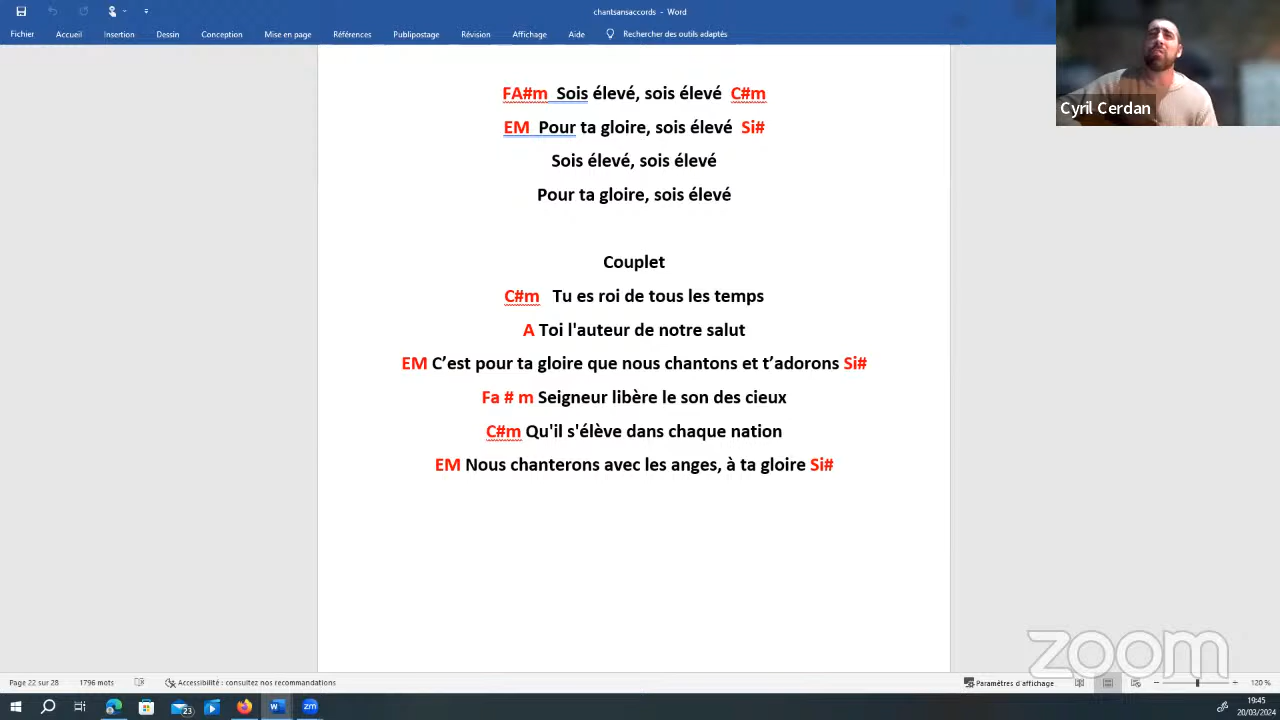 chantsansaccords - Word
Fichier Accueil Insertion Dessin Conception Mise en page Références Publipostage Révision Affichage Aide Rechercher des outils adaptés
FA#m Sois élevé, sois élevé C#m
EM Pour ta gloire, sois élevé Si#
Sois élevé, sois élevé
Pour ta gloire, sois élevé
Couplet
C#m Tu es roi de tous les temps
A Toi l'auteur de notre salut
EM C’est pour ta gloire que nous chantons et t’adorons Si#
Fa # m Seigneur libère le son des cieux
C#m Qu'il s'élève dans chaque nation
EM Nous chanterons avec les anges, à ta gloire Si#
Cyril Cerdan
zoom
Page 22 sur 28 1796 mots Accessibilité : consultez nos recommandations Paramètres d'affichage 120 %
19:45
20/03/2024